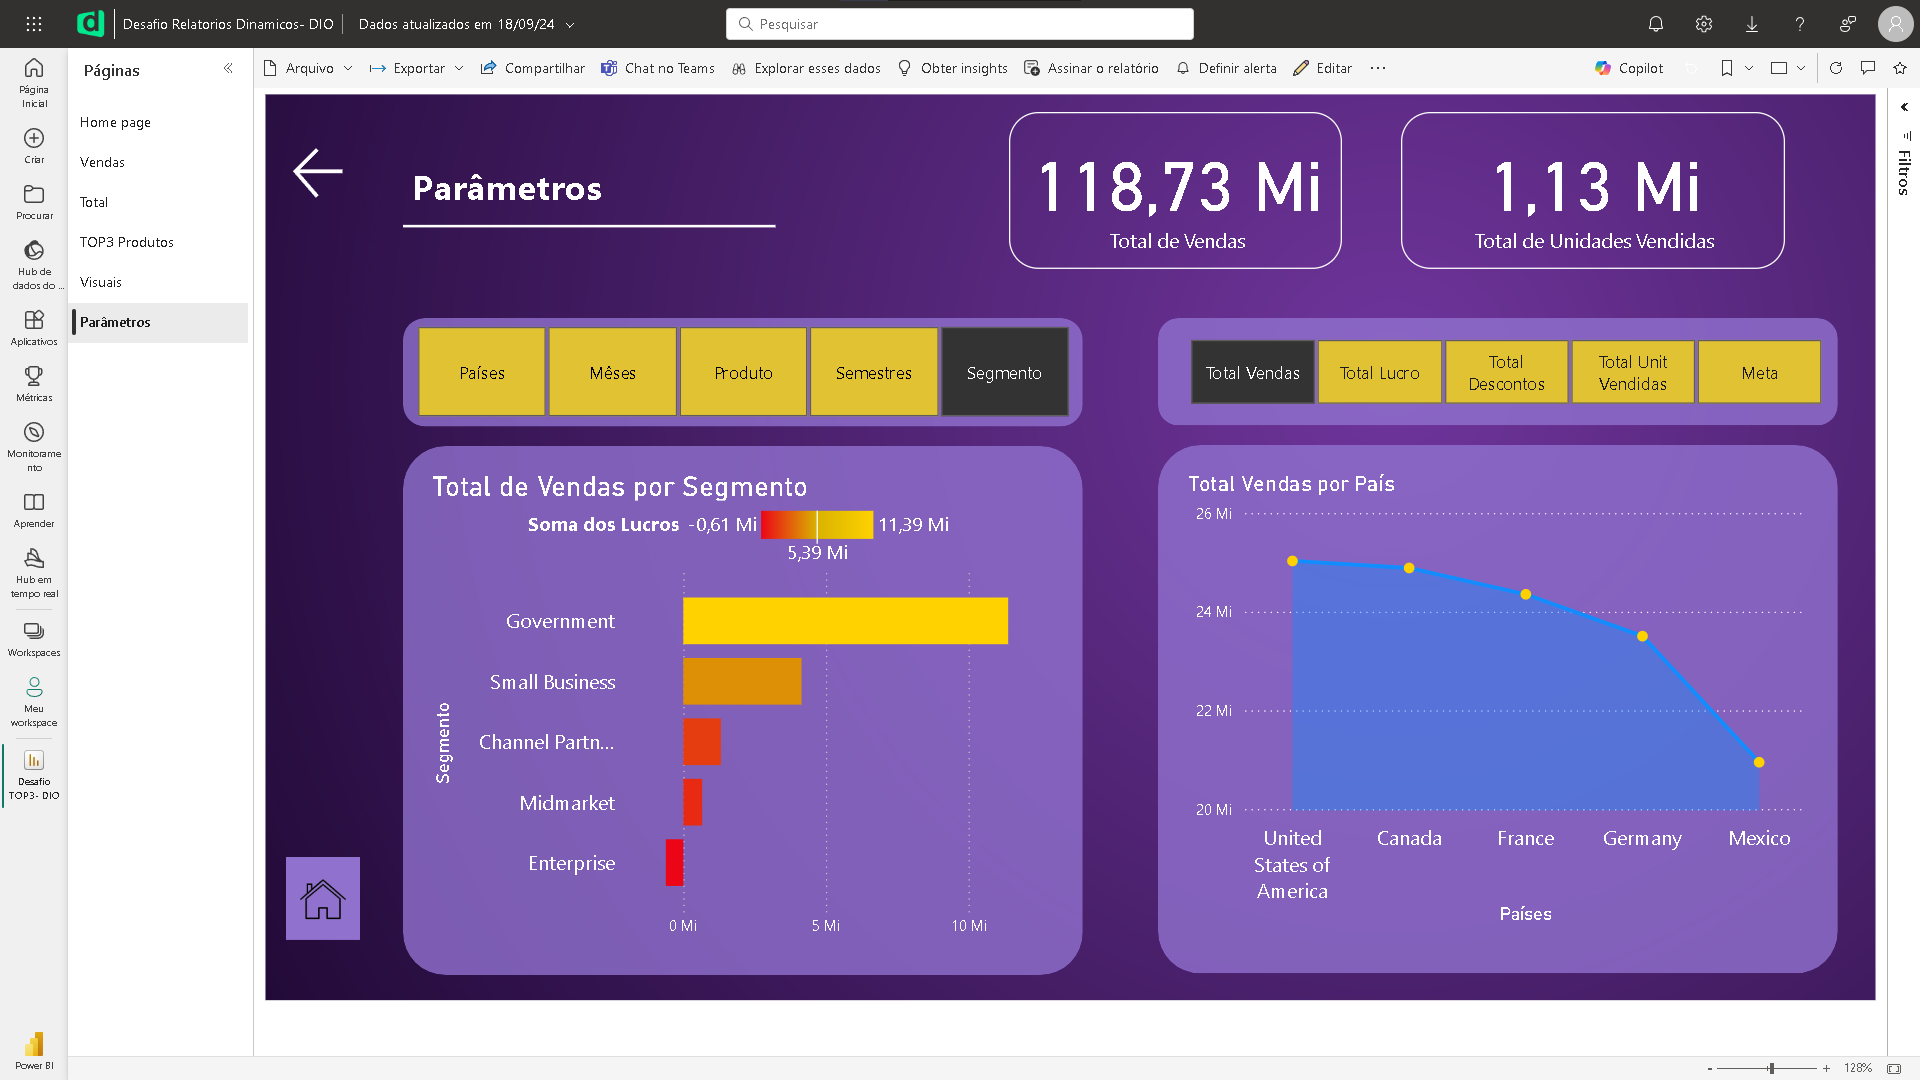 Desafio Relatorios Dinamicos- DIO
Dados atualizados em 18/09/24
Pesquisar
Arquivo
Exportar
Compartilhar
Chat no Teams
Explorar esses dados
Obter insights
Assinar o relatório
Definir alerta
Editar
Copilot
Página
Inicial
Criar
Procurar
Hub de
dados do ...
Aplicativos
Métricas
Monitorame
nto
Aprender
Hub em
tempo real
Workspaces
Meu
workspace
Desafio
TOP3- DIO
Power BI
Páginas
Home page
Vendas
Total
TOP3 Produtos
Visuais
Parâmetros
Parâmetros
118,73 Mi
Total de Vendas
1,13 Mi
Total de Unidades Vendidas
Países
Mêses
Produto
Semestres
Segmento
Total Vendas
Total Lucro
Total
Descontos
Total Unit
Vendidas
Meta
Total de Vendas por Segmento
Soma dos Lucros -0,61 Mi 11,39 Mi
5,39 Mi
Segmento
Government
Small Business
Channel Partn...
Midmarket
Enterprise
0 Mi 5 Mi 10 Mi
Total Vendas por País
26 Mi
24 Mi
22 Mi
20 Mi
United
States of
America
Canada
France
Germany
Mexico
Países
Filtros
- + 128%